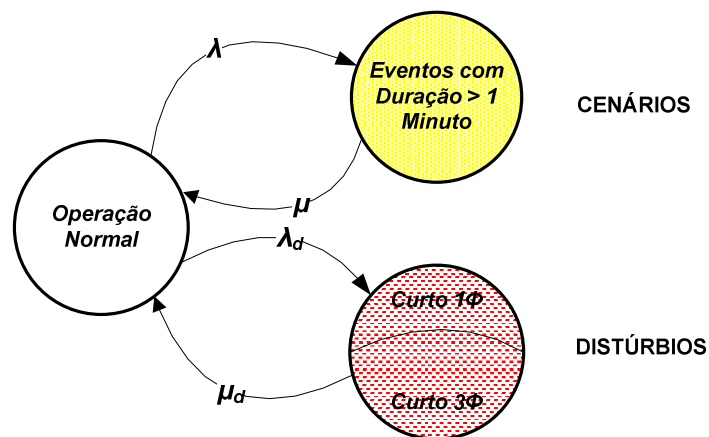 λ
Eventos com
Duração > 1
Minuto
CENÁRIOS
Operação
Normal
μ
λd
Curto 1Φ
DISTÚRBIOS
μd
Curto 3Φ